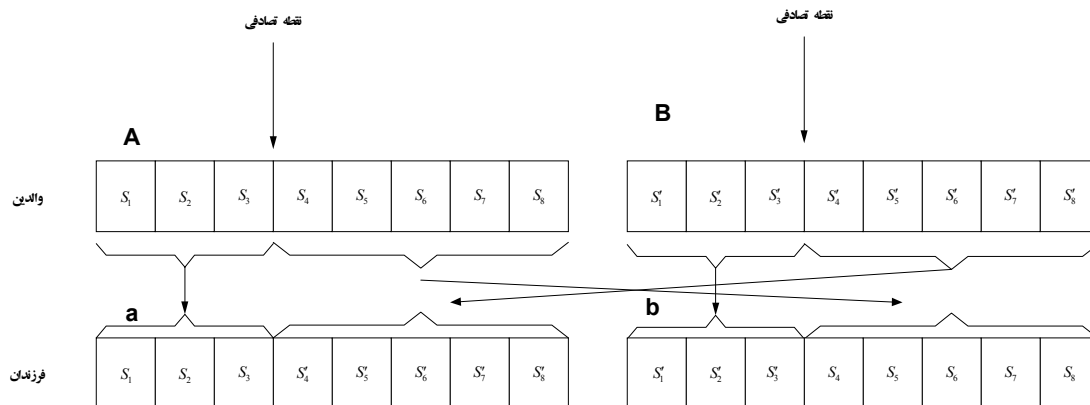 نقطه تصادفی
نقطه تصادفی
A
B
والدین
S₁ S₂ S₃ S₄ S₅ S₆ S₇ S₈
S′₁ S′₂ S′₃ S′₄ S′₅ S′₆ S′₇ S′₈
a
b
فرزندان
S₁ S₂ S₃ S′₄ S′₅ S′₆ S′₇ S′₈
S′₁ S′₂ S′₃ S₄ S₅ S₆ S₇ S₈